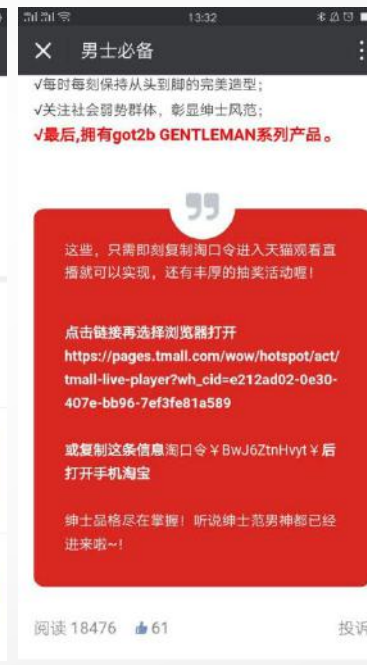 13:32
男士必备
√每时每刻保持从头到脚的完美造型；
√关注社会弱势群体，彰显绅士风范；
√最后,拥有got2b GENTLEMAN系列产品。
这些，只需即刻复制淘口令进入天猫观看直
播就可以实现，还有丰厚的抽奖活动喔！
点击链接再选择浏览器打开
https://pages.tmall.com/wow/hotspot/act/
tmall-live-player?wh_cid=e212ad02-0e30-
407e-bb96-7ef3fe81a589
或复制这条信息淘口令￥BwJ6ZtnHvyt￥后
打开手机淘宝
绅士品格尽在掌握！听说绅士范男神都已经
进来啦~！
阅读 18476 61 投诉